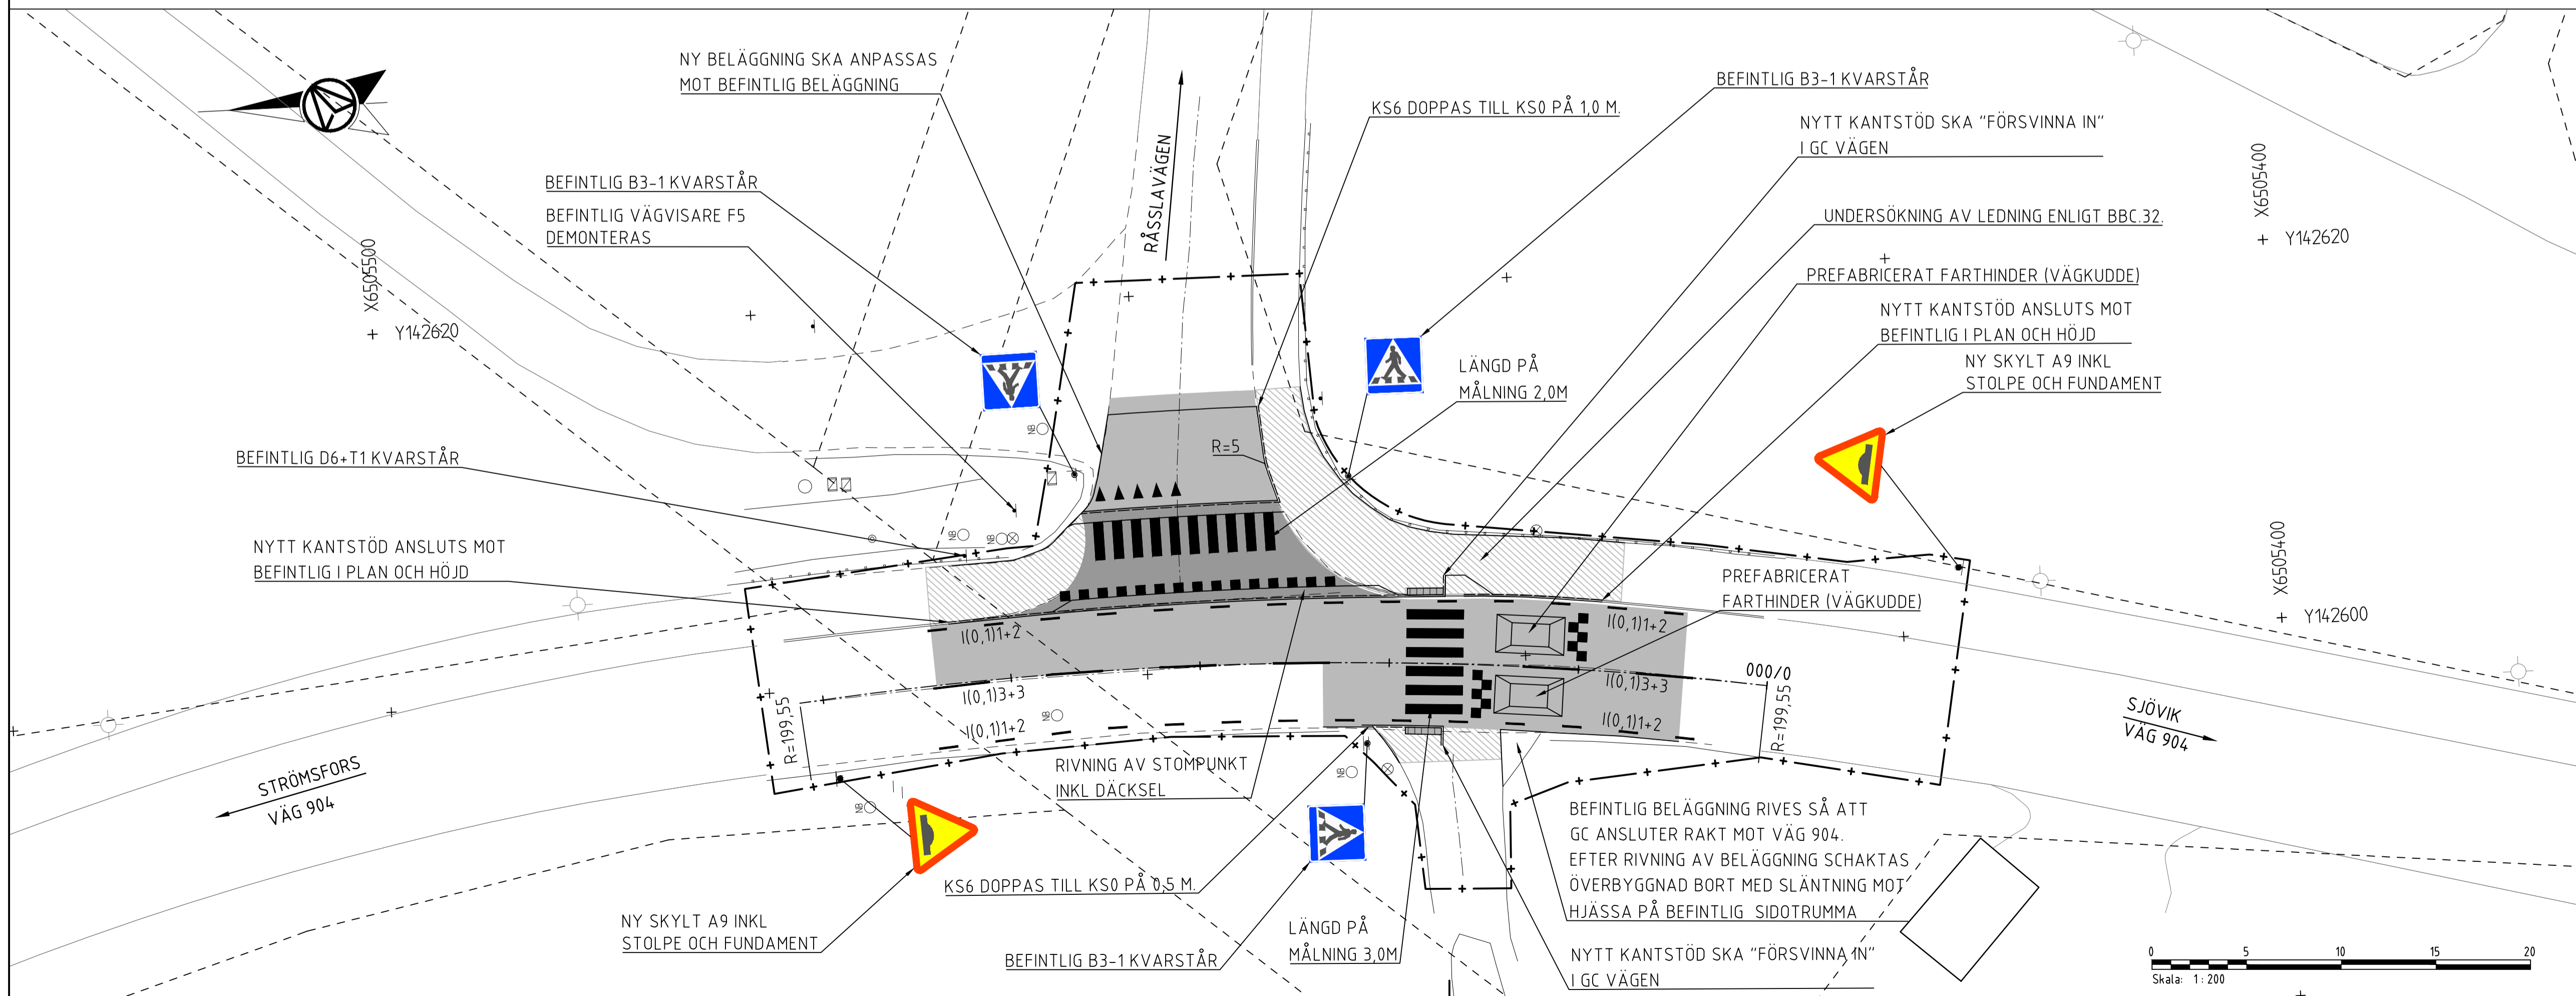 NY BELÄGGNING SKA ANPASSAS
MOT BEFINTLIG BELÄGGNING
BEFINTLIG B3-1 KVARSTÅR
BEFINTLIG VÄGVISARE F5
DEMONTERAS
RÅSSLAVÄGEN
KS6 DOPPAS TILL KS0 PÅ 1,0 M.
BEFINTLIG B3-1 KVARSTÅR
NYTT KANTSTÖD SKA "FÖRSVINNA IN"
I GC VÄGEN
UNDERSÖKNING AV LEDNING ENLIGT BBC.32.
PREFABRICERAT FARTHINDER (VÄGKUDDE)
NYTT KANTSTÖD ANSLUTS MOT
BEFINTLIG I PLAN OCH HÖJD
NY SKYLT A9 INKL
STOLPE OCH FUNDAMENT
LÄNGD PÅ
MÅLNING 2,0M
X6505400
Y142620
X6505500
Y142620
R=5
NB
BEFINTLIG D6+T1 KVARSTÅR
NB
NB
NYTT KANTSTÖD ANSLUTS MOT
BEFINTLIG I PLAN OCH HÖJD
PREFABRICERAT
FARTHINDER (VÄGKUDDE)
X6505400
Y142600
I(0,1)1+2
I(0,1)1+2
I(0,1)3+3
I(0,1)3+3
000/0
I(0,1)1+2
I(0,1)1+2
NB
R=199,55
R=199,55
SJÖVIK
VÄG 904
STRÖMSFORS
VÄG 904
NB
NB
RIVNING AV STOMPUNKT
INKL DÄCKSEL
KS6 DOPPAS TILL KS0 PÅ 0,5 M.
NY SKYLT A9 INKL
STOLPE OCH FUNDAMENT
BEFINTLIG B3-1 KVARSTÅR
LÄNGD PÅ
MÅLNING 3,0M
BEFINTLIG BELÄGGNING RIVES SÅ ATT
GC ANSLUTER RAKT MOT VÄG 904.
EFTER RIVNING AV BELÄGGNING SCHAKTAS
ÖVERBYGGNAD BORT MED SLÄNTNING MOT
HJÄSSA PÅ BEFINTLIG SIDOTRUMMA
NYTT KANTSTÖD SKA "FÖRSVINNA IN"
I GC VÄGEN
0 5 10 15 20
Skala: 1:200